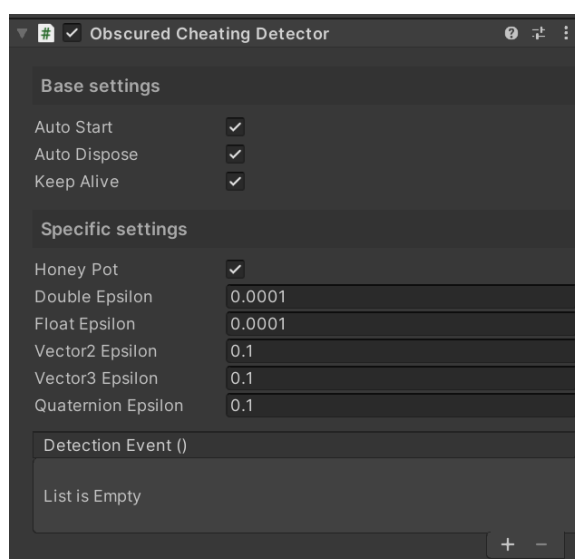 Obscured Cheating Detector
Base settings
Auto Start
Auto Dispose
Keep Alive
Specific settings
Honey Pot
Double Epsilon 0.0001
Float Epsilon 0.0001
Vector2 Epsilon 0.1
Vector3 Epsilon 0.1
Quaternion Epsilon 0.1
Detection Event ()
List is Empty